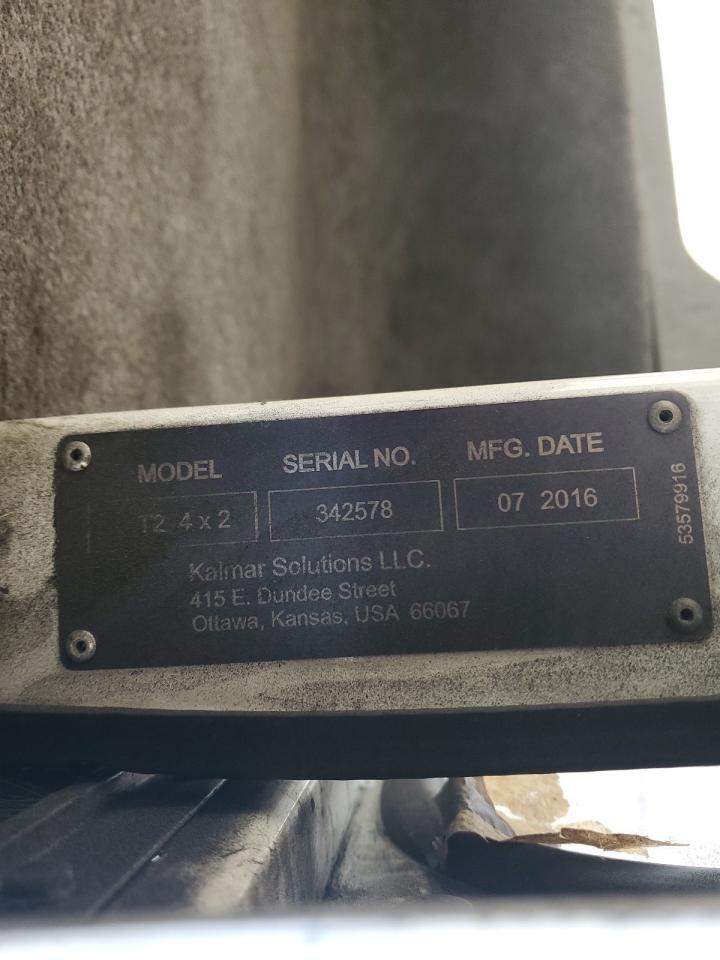 MODEL SERIAL NO. MFG. DATE
T2 4 x 2 342578 07 2016
Kalmar Solutions LLC.
415 E. Dundee Street
Ottawa, Kansas, USA 66067
53579916